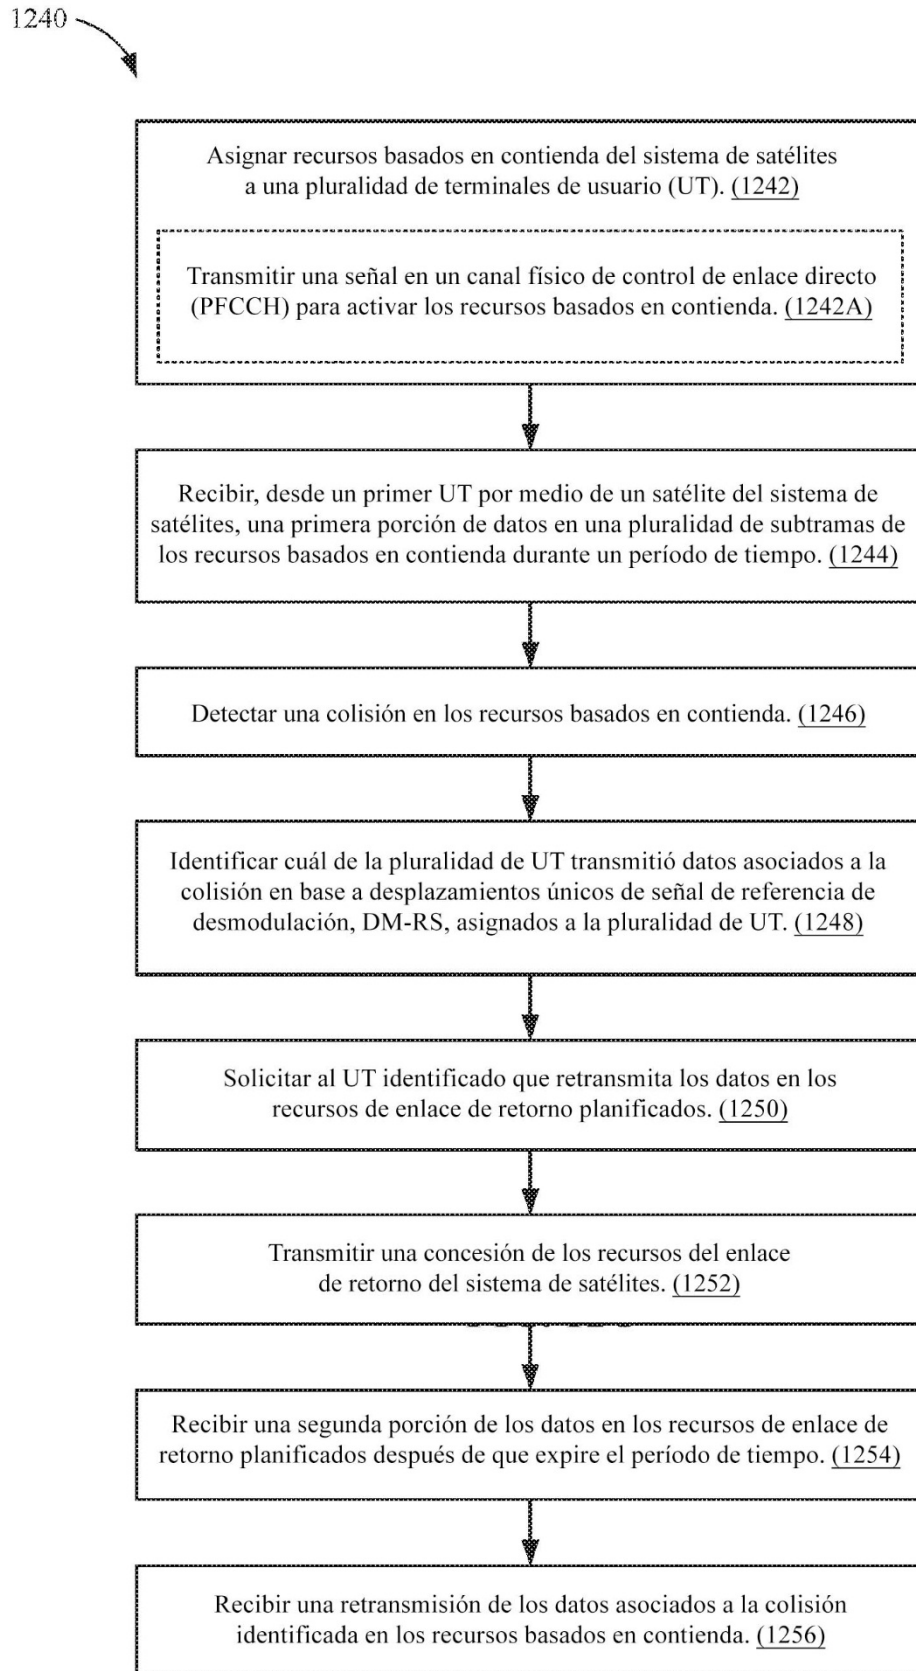 1240
Asignar recursos basados en contienda del sistema de satélites
a una pluralidad de terminales de usuario (UT). (1242)
Transmitir una señal en un canal físico de control de enlace directo
(PFCCH) para activar los recursos basados en contienda. (1242A)
Recibir, desde un primer UT por medio de un satélite del sistema de
satélites, una primera porción de datos en una pluralidad de subtramas de
los recursos basados en contienda durante un período de tiempo. (1244)
Detectar una colisión en los recursos basados en contienda. (1246)
Identificar cuál de la pluralidad de UT transmitió datos asociados a la
colisión en base a desplazamientos únicos de señal de referencia de
desmodulación, DM-RS, asignados a la pluralidad de UT. (1248)
Solicitar al UT identificado que retransmita los datos en los
recursos de enlace de retorno planificados. (1250)
Transmitir una concesión de los recursos del enlace
de retorno del sistema de satélites. (1252)
Recibir una segunda porción de los datos en los recursos de enlace de
retorno planificados después de que expire el período de tiempo. (1254)
Recibir una retransmisión de los datos asociados a la colisión
identificada en los recursos basados en contienda. (1256)